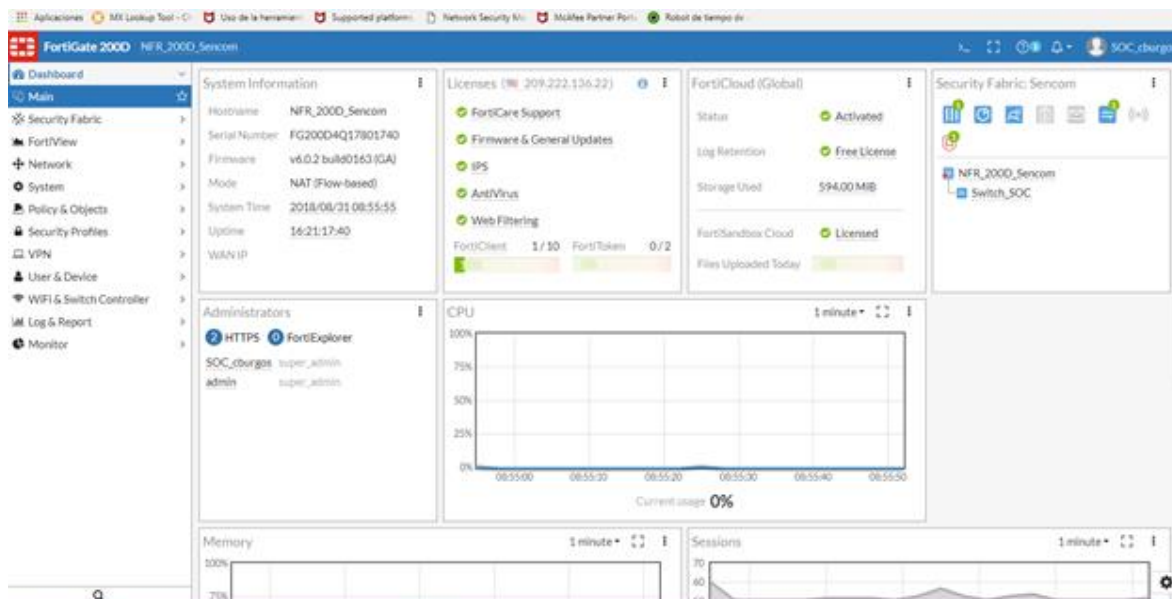 Aplicaciones MX Lookup Tool - C Uso de la herramien Supported platform Network Security M McAfee Partner Port Robot de tiempo de
FortiGate 200D NFR_200D_Sencom
SOC_cburgo
Dashboard
Main
Security Fabric
FortiView
Network
System
Policy & Objects
Security Profiles
VPN
User & Device
WiFi & Switch Controller
Log & Report
Monitor
System Information
Hostname NFR_200D_Sencom
Serial Number FG200D4Q17801740
Firmware v6.0.2 build0163 (GA)
Mode NAT (Flow-based)
System Time 2018/08/31 08:55:55
Uptime 16:21:17:40
WAN IP
Licenses (209.222.136.22)
FortiCare Support
Firmware & General Updates
IPS
AntiVirus
Web Filtering
FortiClient 1 / 10 FortiToken 0 / 2
FortiCloud (Global)
Status Activated
Log Retention Free License
Storage Used 594.00 MiB
FortiSandbox Cloud Licensed
Files Uploaded Today
Security Fabric Sencom
NFR_200D_Sencom
Switch_SOC
Administrators
2 HTTPS 0 FortiExplorer
SOC_cburgos super_admin
admin super_admin
CPU
1 minute
100%
75%
50%
25%
0%
08:55:00 08:55:10 08:55:20 08:55:30 08:55:40 08:55:50
Current usage 0%
Memory
1 minute
100%
75%
Sessions
1 minute
70
60